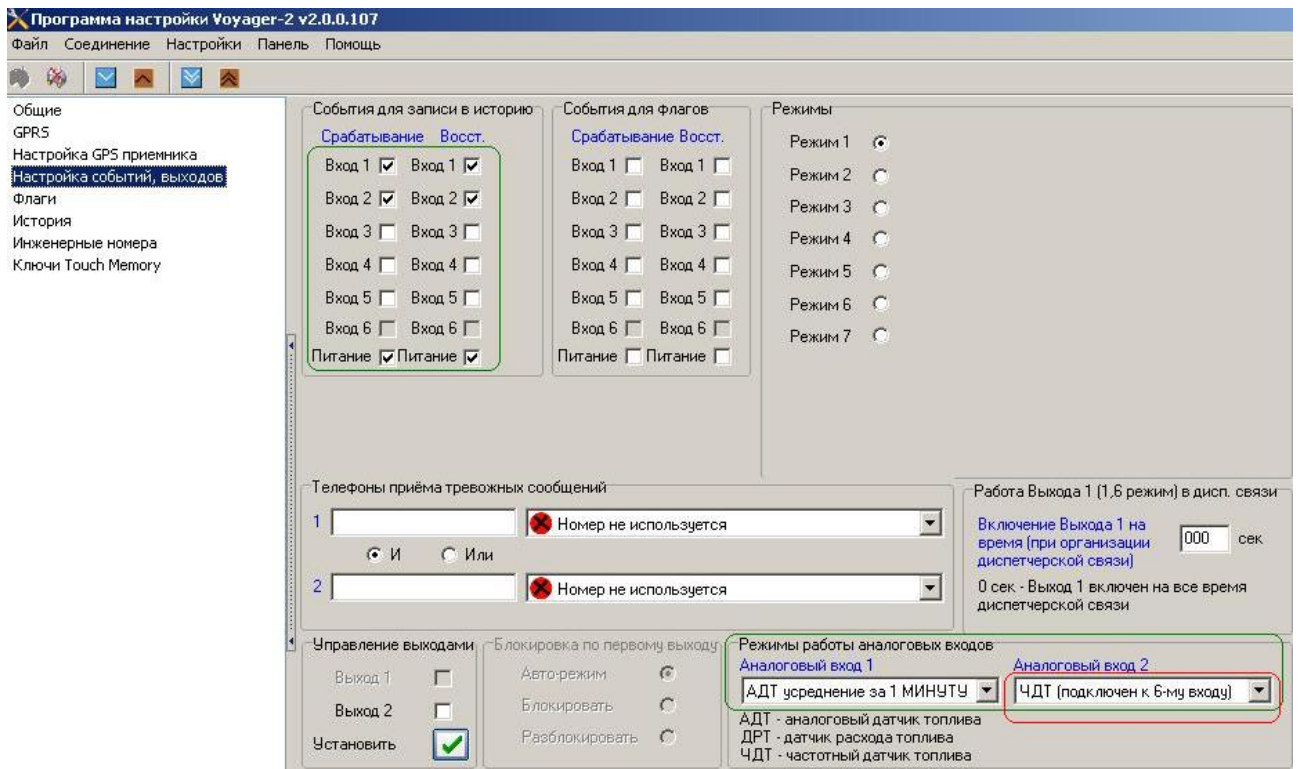 Программа настройки Voyager-2 v2.0.0.107
Файл Соединение Настройки Панель Помощь
Общие
GPRS
Настройка GPS приемника
Настройка событий, выходов
Флаги
История
Инженерные номера
Ключи Touch Memory
События для записи в историю
Срабатывание Восст.
Вход 1 Вход 1
Вход 2 Вход 2
Вход 3 Вход 3
Вход 4 Вход 4
Вход 5 Вход 5
Вход 6 Вход 6
Питание Питание
События для флагов
Срабатывание Восст.
Вход 1 Вход 1
Вход 2 Вход 2
Вход 3 Вход 3
Вход 4 Вход 4
Вход 5 Вход 5
Вход 6 Вход 6
Питание Питание
Режимы
Режим 1
Режим 2
Режим 3
Режим 4
Режим 5
Режим 6
Режим 7
Телефоны приёма тревожных сообщений
1 Номер не используется
И Или
2 Номер не используется
Работа Выхода 1 (1,6 режим) в дисп. связи
Включение Выхода 1 на
время (при организации
диспетчерской связи)
000 сек
0 сек - Выход 1 включен на все время
диспетчерской связи
Управление выходами
Выход 1
Выход 2
Установить
Блокировка по первому выходу
Авто-режим
Блокировать
Разблокировать
Режимы работы аналоговых входов
Аналоговый вход 1 Аналоговый вход 2
АДТ усреднение за 1 МИНУТУ ЧДТ (подключен к 6-му входу)
АДТ - аналоговый датчик топлива
ДРТ - датчик расхода топлива
ЧДТ - частотный датчик топлива